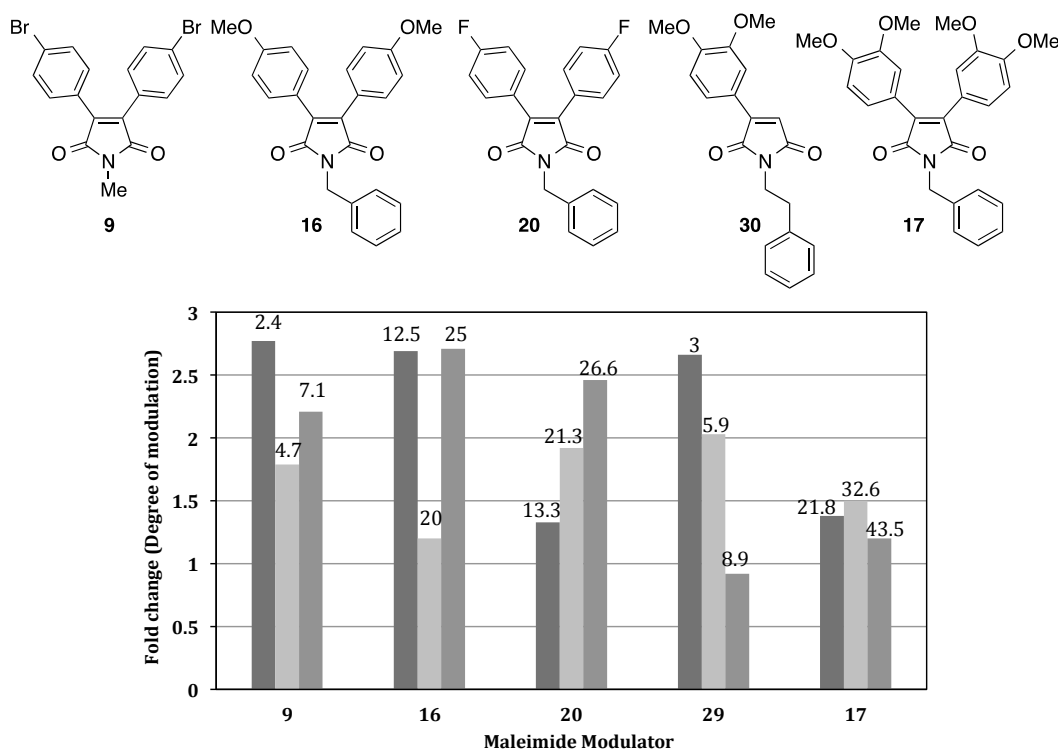 Br Br
O O
N
Me
9
MeO OMe
O O
N
16
F F
O O
N
20
OMe
MeO
O O
N
30
OMe OMe
MeO OMe
O O
N
17
Fold change (Degree of modulation)
3
2.5
2
1.5
1
0.5
0
2.4 4.7 7.1
12.5 20 25
13.3 21.3 26.6
3 5.9 8.9
21.8 32.6 43.5
9 16 20 29 17
Maleimide Modulator